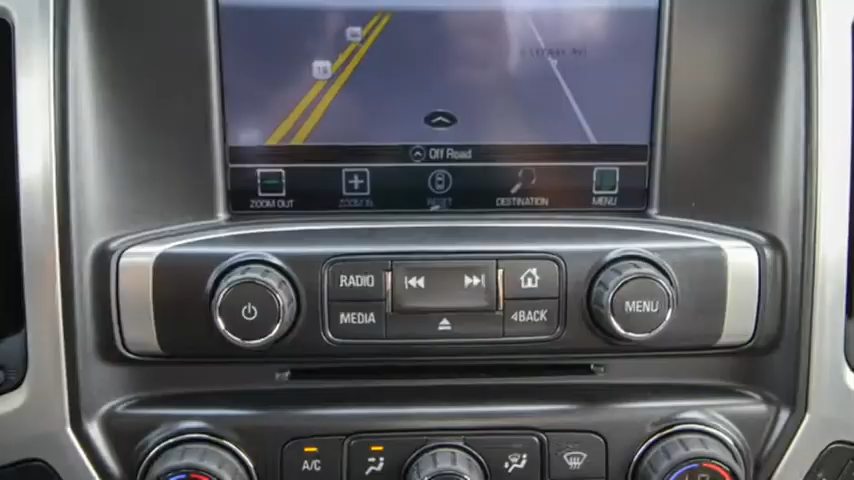 Off Road
ZOOM OUT ZOOM IN RESET DESTINATION MENU
RADIO
MEDIA BACK
MENU
A/C